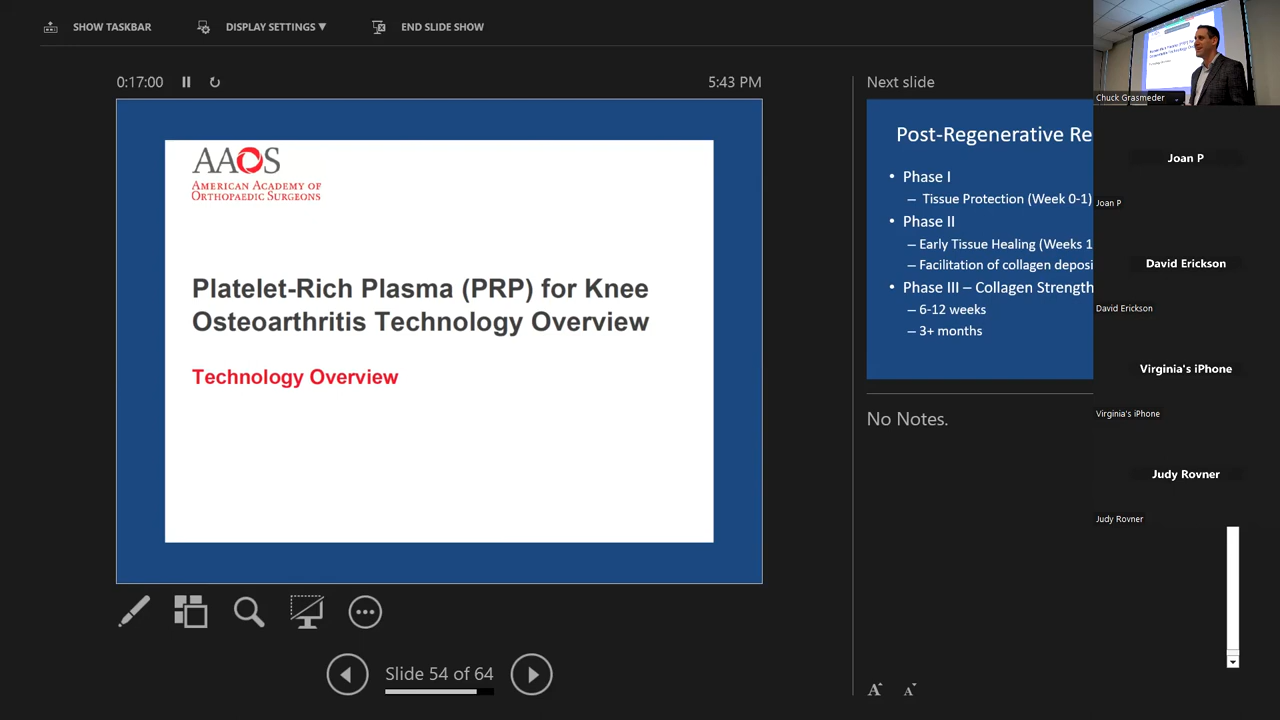 SHOW TASKBAR
DISPLAY SETTINGS ▼
END SLIDE SHOW
0:17:00
5:43 PM
AAOS
AMERICAN ACADEMY OF
ORTHOPAEDIC SURGEONS
Platelet-Rich Plasma (PRP) for Knee
Osteoarthritis Technology Overview
Technology Overview
Slide 54 of 64
Next slide
Post-Regenerative Re
• Phase I
– Tissue Protection (Week 0-1)
• Phase II
– Early Tissue Healing (Weeks 1
– Facilitation of collagen deposi
• Phase III – Collagen Strength
– 6-12 weeks
– 3+ months
No Notes.
A A
Chuck Grasmeder
Joan P
Joan P
David Erickson
David Erickson
Virginia's iPhone
Virginia's iPhone
Judy Rovner
Judy Rovner